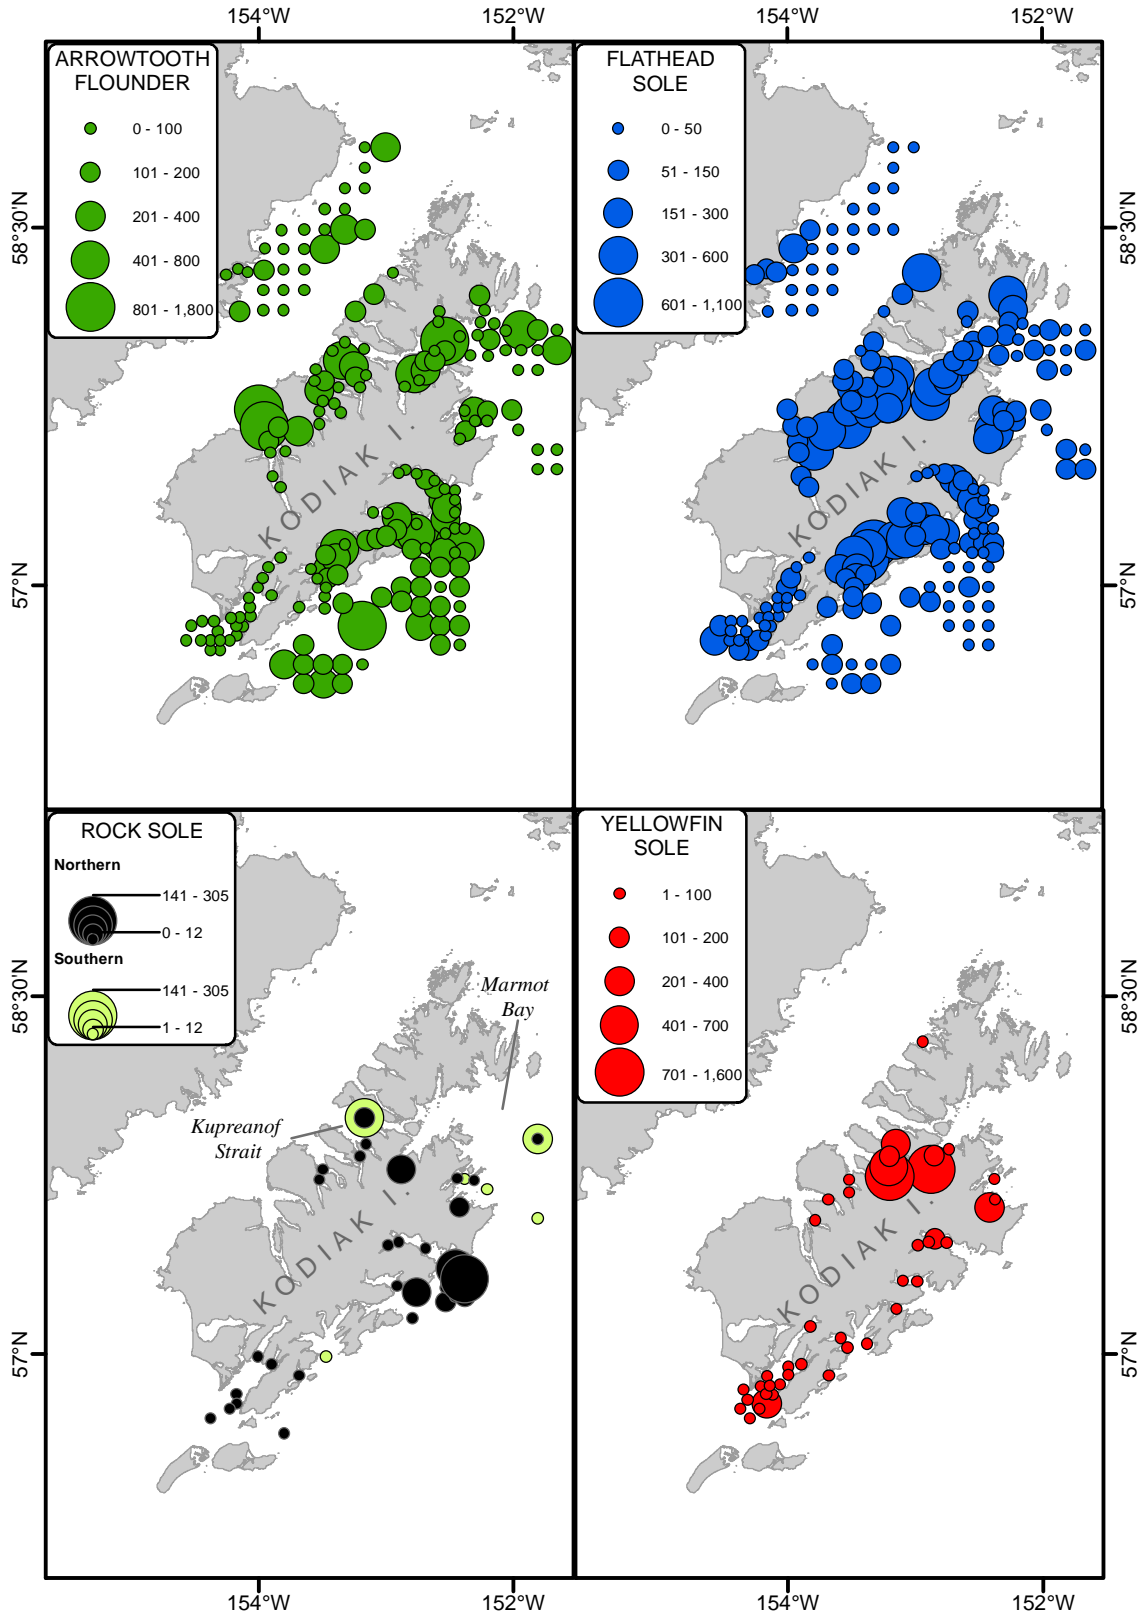 154°W
152°W
154°W
152°W
ARROWTOOTH
FLOUNDER
0 - 100
101 - 200
201 - 400
401 - 800
801 - 1,800
KODIAK I.
58°30'N
57°N
FLATHEAD
SOLE
0 - 50
51 - 150
151 - 300
301 - 600
601 - 1,100
KODIAK I.
58°30'N
57°N
ROCK SOLE
Northern
141 - 305
0 - 12
Southern
141 - 305
1 - 12
Marmot
Bay
Kupreanof
Strait
KODIAK I.
58°30'N
57°N
YELLOWFIN
SOLE
1 - 100
101 - 200
201 - 400
401 - 700
701 - 1,600
KODIAK I.
58°30'N
57°N
154°W
152°W
154°W
152°W